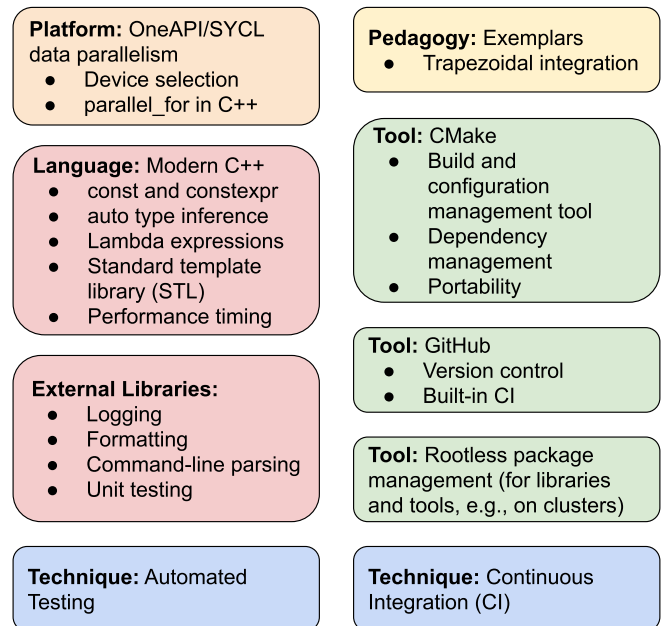 Platform: OneAPI/SYCL
data parallelism
● Device selection
● parallel_for in C++
Language: Modern C++
● const and constexpr
● auto type inference
● Lambda expressions
● Standard template
library (STL)
● Performance timing
External Libraries:
● Logging
● Formatting
● Command-line parsing
● Unit testing
Technique: Automated
Testing
Pedagogy: Exemplars
● Trapezoidal integration
Tool: CMake
● Build and
configuration
management tool
● Dependency
management
● Portability
Tool: GitHub
● Version control
● Built-in CI
Tool: Rootless package
management (for libraries
and tools, e.g., on clusters)
Technique: Continuous
Integration (CI)